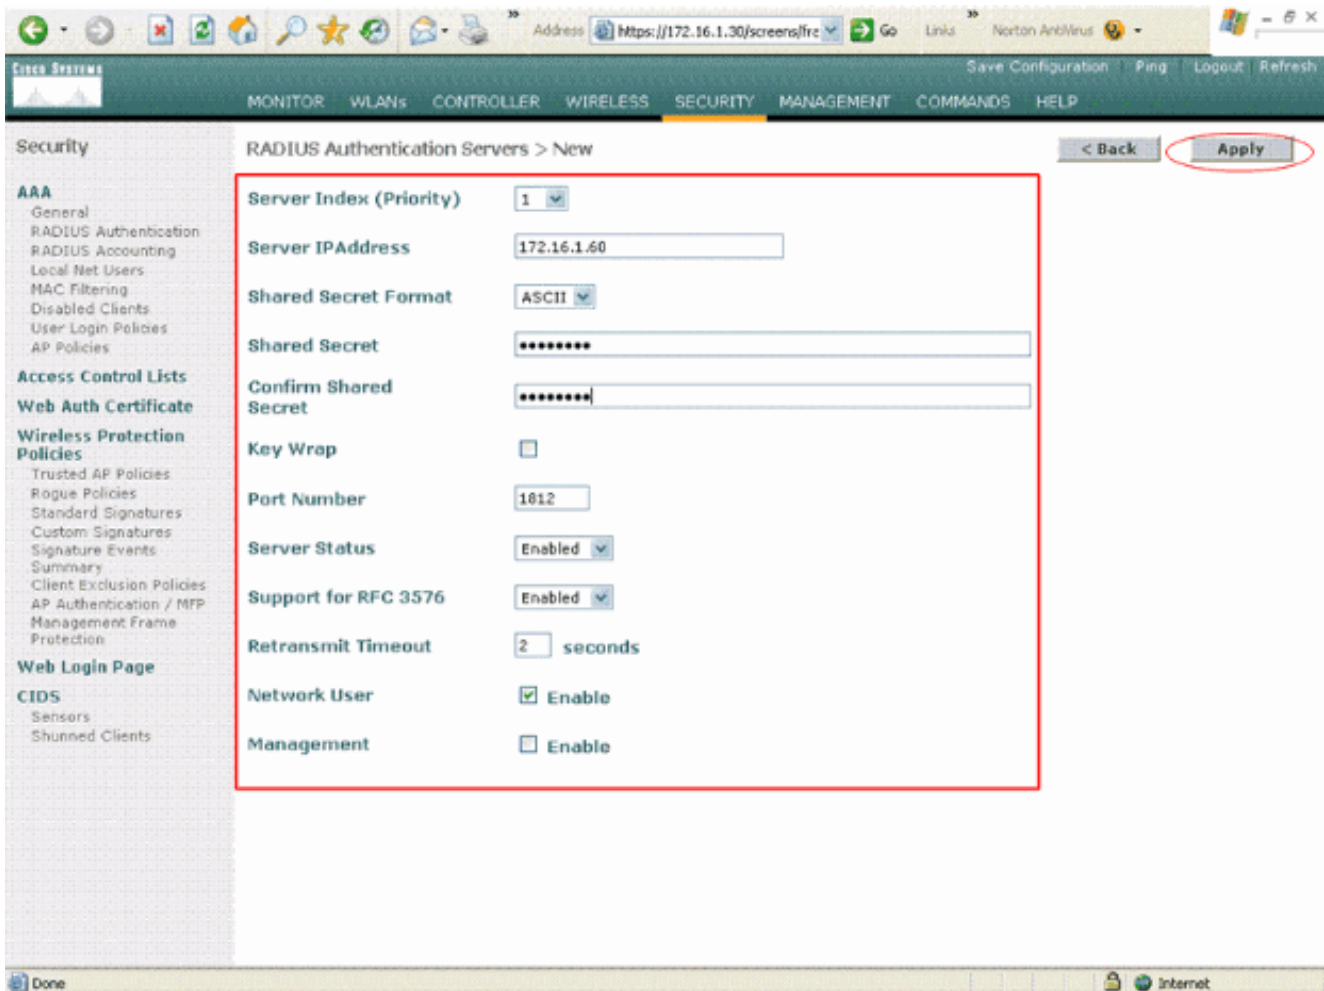 Address https://172.16.1.30/screens/fra Go Links Norton AntiVirus
CISCO SYSTEMS
Save Configuration Ping Logout Refresh
MONITOR WLANs CONTROLLER WIRELESS SECURITY MANAGEMENT COMMANDS HELP
Security
RADIUS Authentication Servers > New
< Back
Apply
AAA
General
RADIUS Authentication
RADIUS Accounting
Local Net Users
MAC Filtering
Disabled Clients
User Login Policies
AP Policies
Access Control Lists
Web Auth Certificate
Wireless Protection
Policies
Trusted AP Policies
Rogue Policies
Standard Signatures
Custom Signatures
Signature Events
Summary
Client Exclusion Policies
AP Authentication / MFP
Management Frame
Protection
Web Login Page
CIDS
Sensors
Shunned Clients
Server Index (Priority) 1
Server IPAddress 172.16.1.60
Shared Secret Format ASCII
Shared Secret ••••••••
Confirm Shared
Secret ••••••••
Key Wrap
Port Number 1812
Server Status Enabled
Support for RFC 3576 Enabled
Retransmit Timeout 2 seconds
Network User Enable
Management Enable
Done
Internet